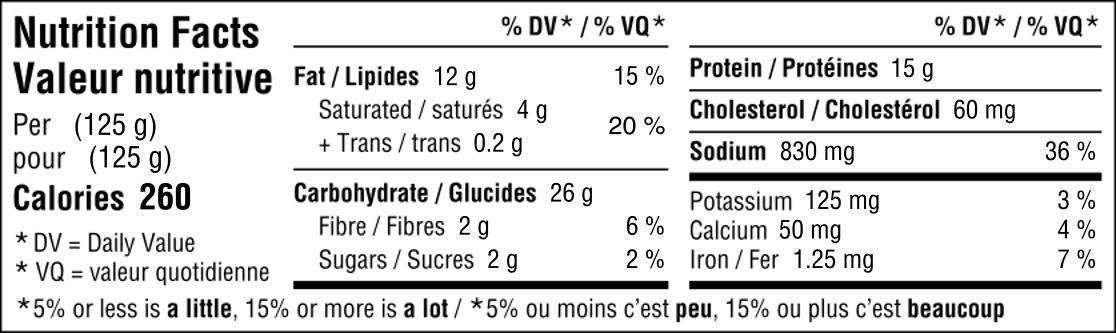 Nutrition Facts
Valeur nutritive
Per (125 g)
pour (125 g)
Calories 260
* DV = Daily Value
* VQ = valeur quotidienne
% DV* / % VQ*
Fat / Lipides 12 g 15 %
Saturated / saturés 4 g
20 %
+ Trans / trans 0.2 g
Carbohydrate / Glucides 26 g
Fibre / Fibres 2 g 6 %
Sugars / Sucres 2 g 2 %
% DV* / % VQ*
Protein / Protéines 15 g
Cholesterol / Cholestérol 60 mg
Sodium 830 mg 36 %
Potassium 125 mg 3 %
Calcium 50 mg 4 %
Iron / Fer 1.25 mg 7 %
*5% or less is a little, 15% or more is a lot / *5% ou moins c’est peu, 15% ou plus c’est beaucoup